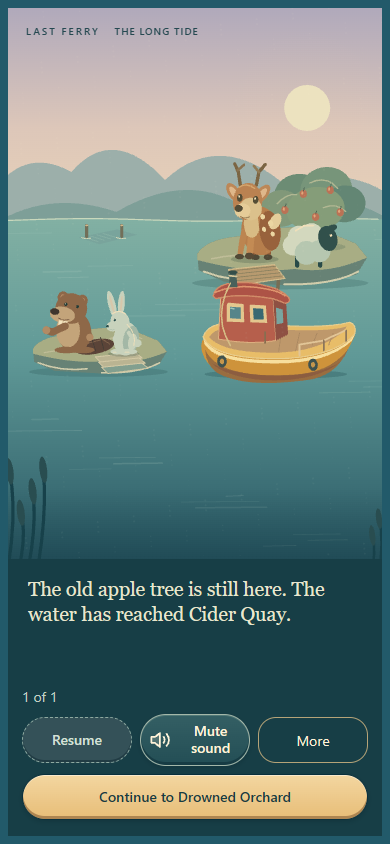 LAST FERRY THE LONG TIDE
The old apple tree is still here. The
water has reached Cider Quay.
1 of 1
Resume
Mute
sound
More
Continue to Drowned Orchard